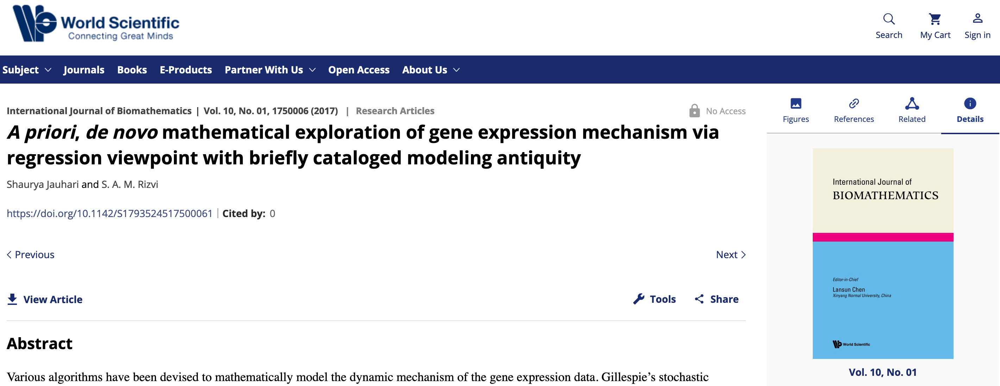 World Scientific
Connecting Great Minds
Search
My Cart
Sign in
Subject
Journals
Books
E-Products
Partner With Us
Open Access
About Us
International Journal of Biomathematics | Vol. 10, No. 01, 1750006 (2017) | Research Articles
No Access
A priori, de novo mathematical exploration of gene expression mechanism via
regression viewpoint with briefly cataloged modeling antiquity
Shaurya Jauhari and S. A. M. Rizvi
https://doi.org/10.1142/S1793524517500061 | Cited by: 0
Previous
Next
View Article
Tools
Share
Abstract
Various algorithms have been devised to mathematically model the dynamic mechanism of the gene expression data. Gillespie’s stochastic
Figures
References
Related
Details
International Journal of
BIOMATHEMATICS
Editor-in-Chief
Lansun Chen
Xinyang Normal University, China
World Scientific
Vol. 10, No. 01